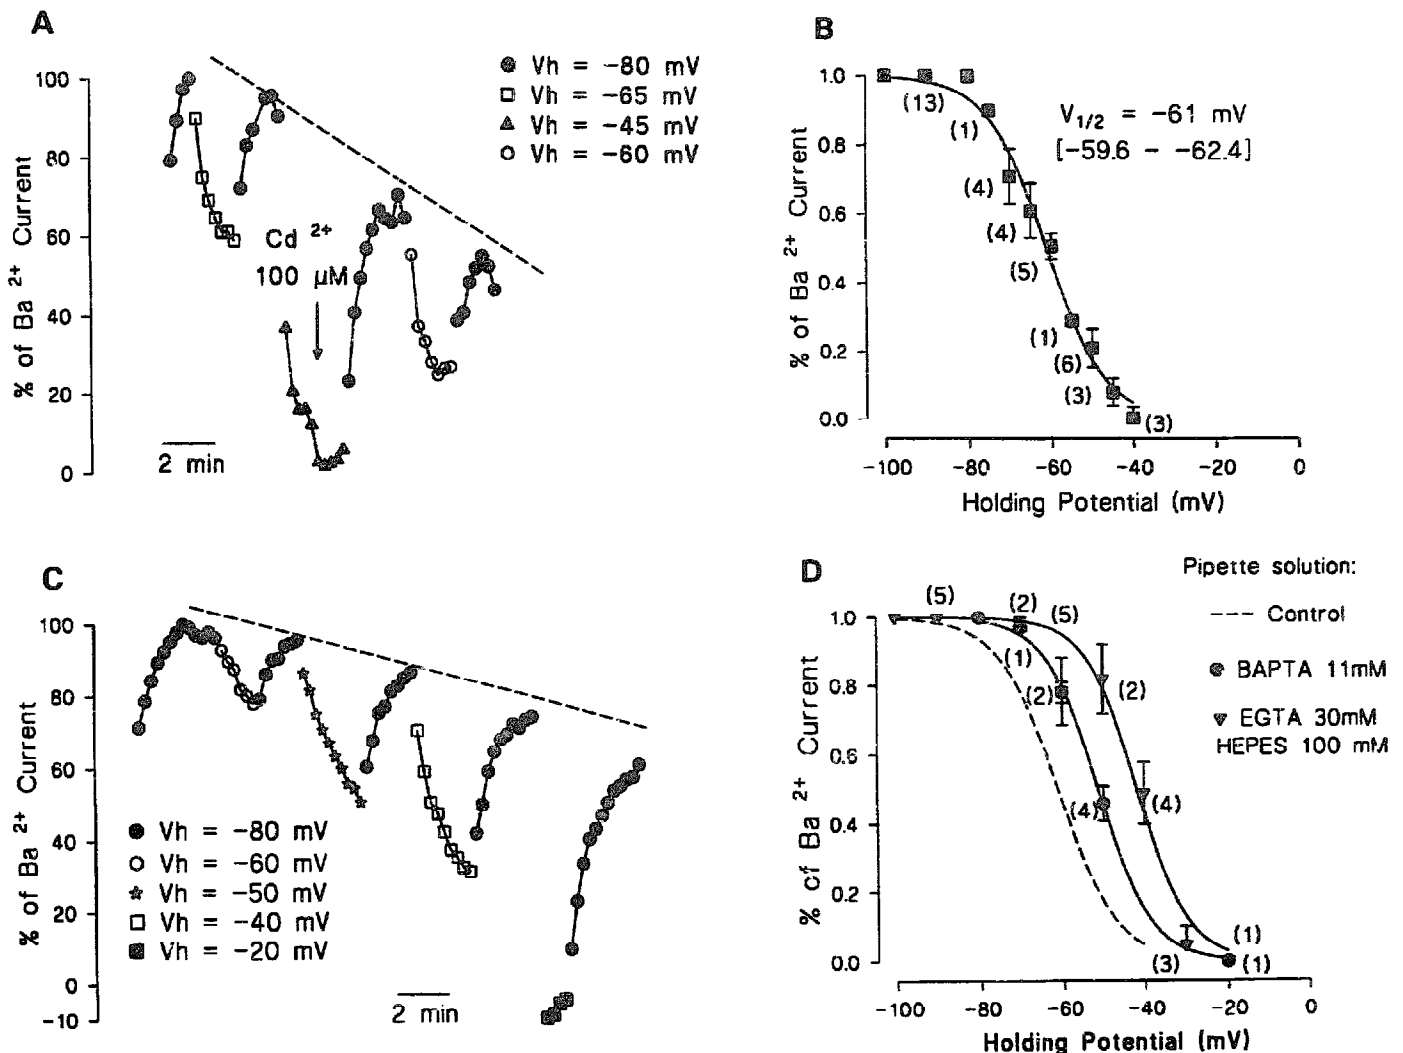 A
100
80
60
40
20
0
% of Ba 2+ Current
Vh = -80 mV
Vh = -65 mV
Vh = -45 mV
Vh = -60 mV
Cd 2+
100 µM
2 min
B
1.0
0.8
0.6
0.4
0.2
0.0
% of Ba 2+ Current
V1/2 = -61 mV
[-59.6 - -62.4]
(13)
(1)
(4)
(4)
(5)
(1)
(6)
(3)
(3)
-100 -80 -60 -40 -20 0
Holding Potential (mV)
C
100
80
60
40
20
0
-10
% of Ba 2+ Current
Vh = -80 mV
Vh = -60 mV
Vh = -50 mV
Vh = -40 mV
Vh = -20 mV
2 min
D
Pipette solution:
Control
BAPTA 11mM
EGTA 30mM
HEPES 100 mM
1.0
0.8
0.6
0.4
0.2
0.0
% of Ba 2+ Current
(5)
(2)
(5)
(1)
(2)
(2)
(4)
(4)
(3)
(1)
(1)
-100 -80 -60 -40 -20 0
Holding Potential (mV)